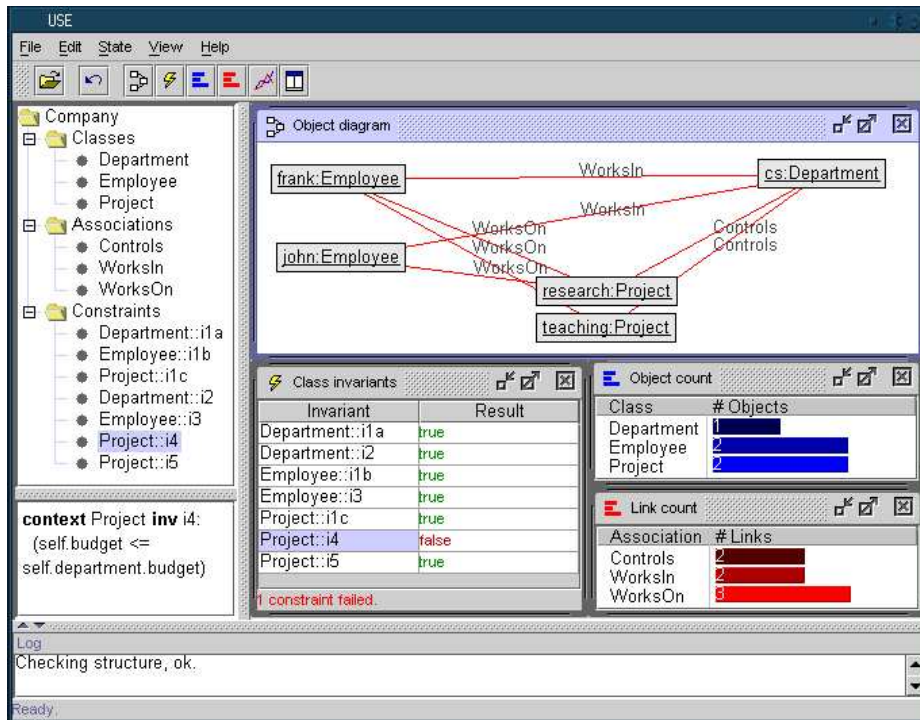 USE
File Edit State View Help
Company
Classes
Department
Employee
Project
Associations
Controls
WorksIn
WorksOn
Constraints
Department::i1a
Employee::i1b
Project::i1c
Department::i2
Employee::i3
Project::i4
Project::i5
context Project inv i4:
(self.budget <=
self.department.budget)
Object diagram
frank:Employee
WorksIn
cs:Department
WorksIn
WorksOn
Controls
WorksOn
Controls
john:Employee
WorksOn
research:Project
teaching:Project
Class invariants
Invariant Result
Department::i1a true
Department::i2 true
Employee::i1b true
Employee::i3 true
Project::i1c true
Project::i4 false
Project::i5 true
1 constraint failed.
Object count
Class # Objects
Department 1
Employee 2
Project 2
Link count
Association # Links
Controls 2
WorksIn 2
WorksOn 3
Log
Checking structure, ok.
Ready.